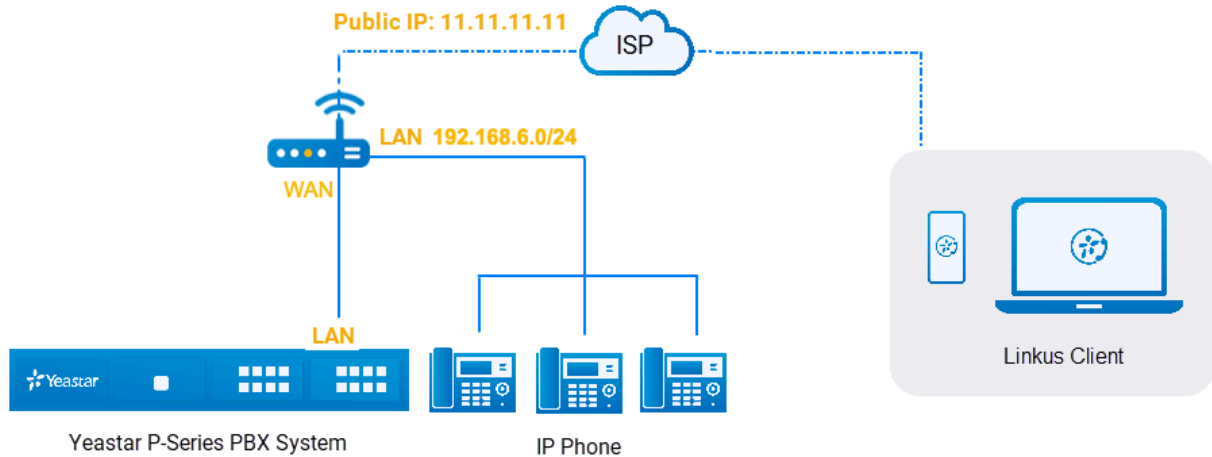 Public IP: 11.11.11.11
ISP
LAN 192.168.6.0/24
WAN
LAN
Yeastar
Linkus Client
Yeastar P-Series PBX System
IP Phone